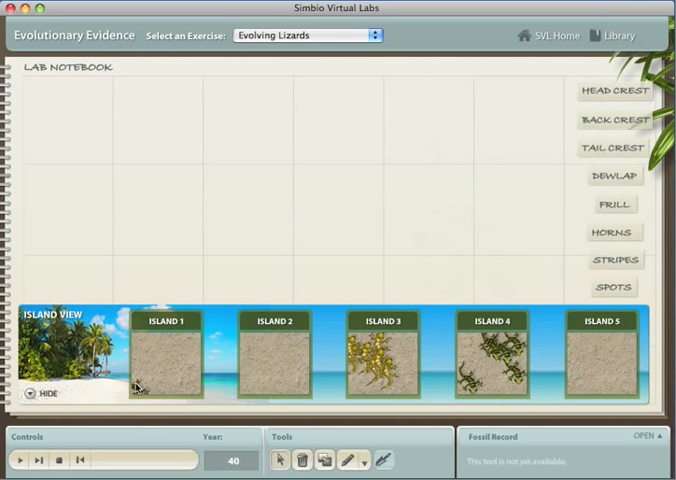 Simbio Virtual Labs
Evolutionary Evidence Select an Exercise: Evolving Lizards SVL Home Library
LAB NOTEBOOK
HEAD CREST
BACK CREST
TAIL CREST
DEWLAP
FRILL
HORNS
STRIPES
SPOTS
ISLAND VIEW
ISLAND 1 ISLAND 2 ISLAND 3 ISLAND 4 ISLAND 5
HIDE
Controls Year: Tools Fossil Record OPEN
40 This tool is not yet available.